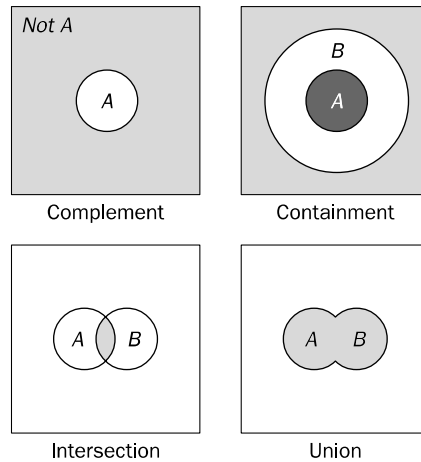 Not A
A
Complement
B
A
Containment
A B
Intersection
A B
Union